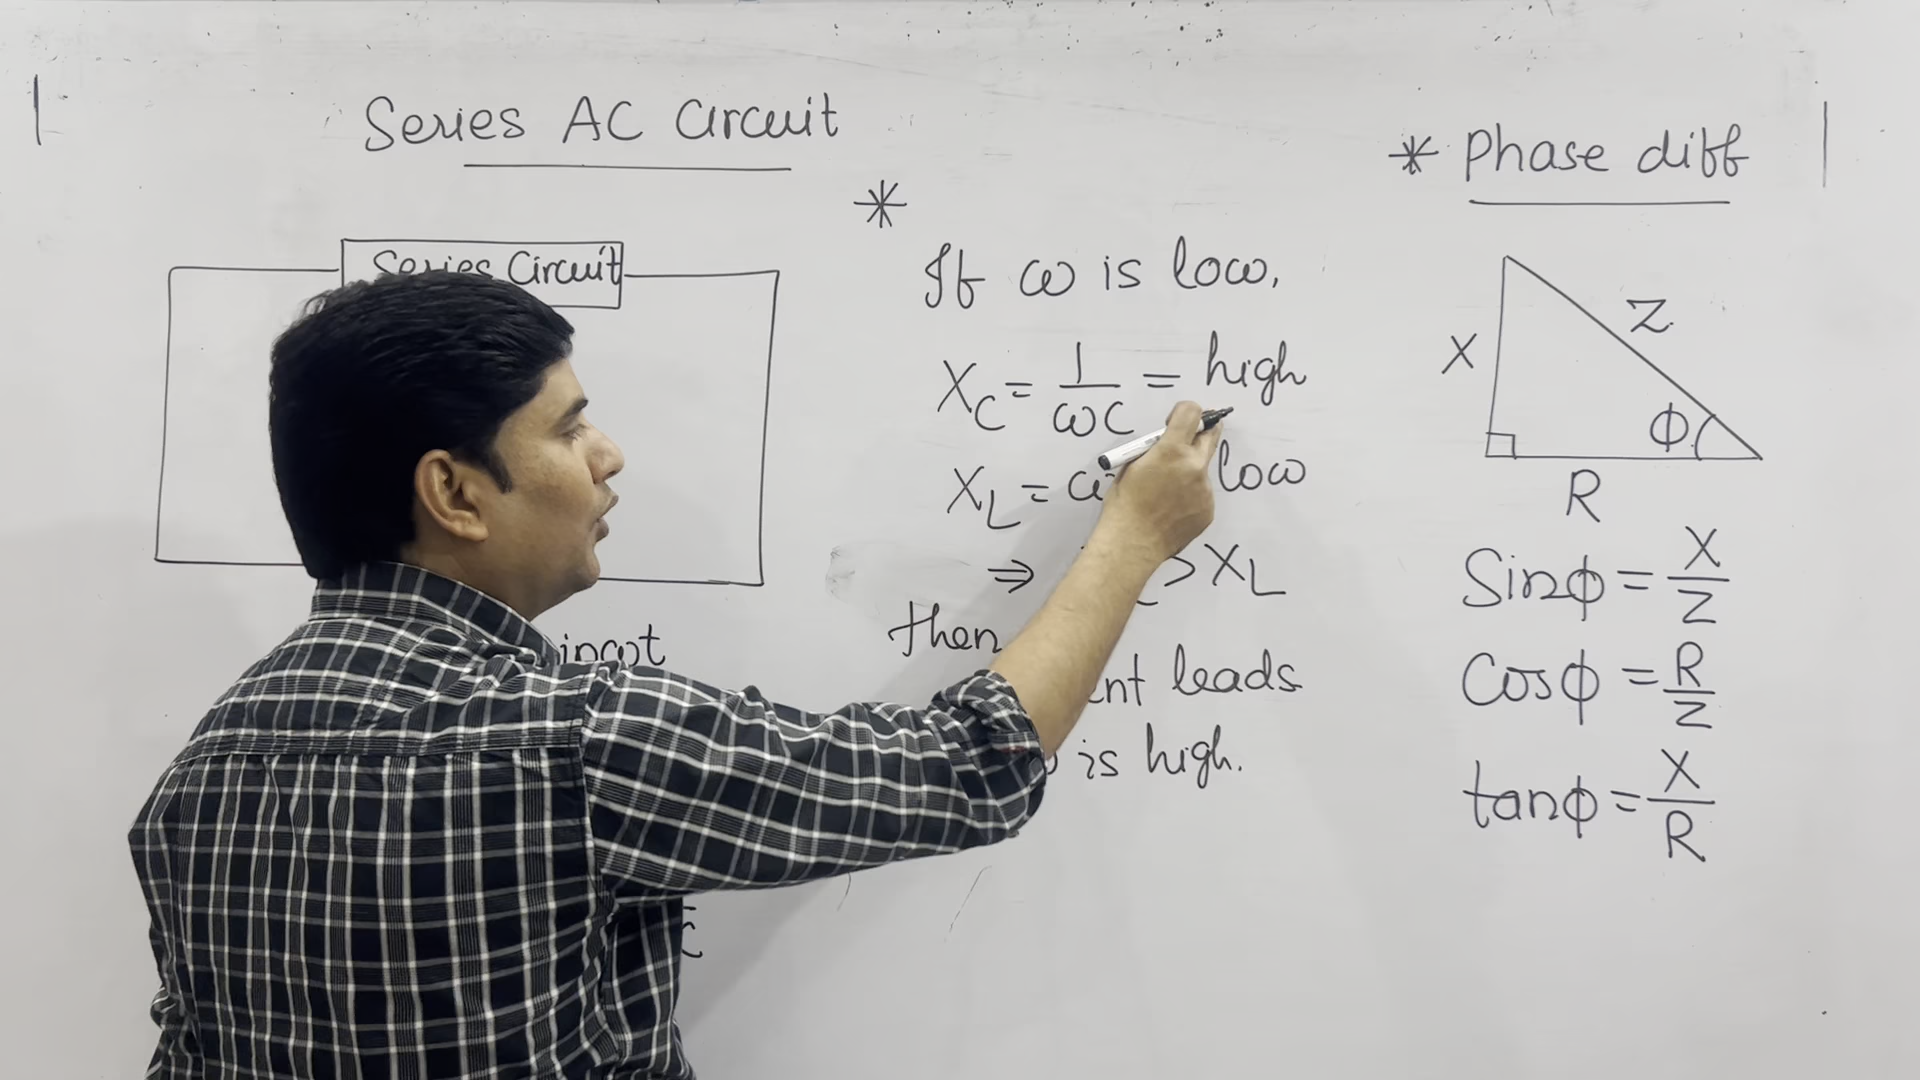 Series AC Circuit
Series Circuit
inωt
*
If ω is low,
X_C = 1/ωC = high
X_L = ω low
⇒ > X_L
then
leads
is high.
* Phase diff
X
Z
ϕ
R
Sinϕ = X/Z
Cosϕ = R/Z
tanϕ = X/R